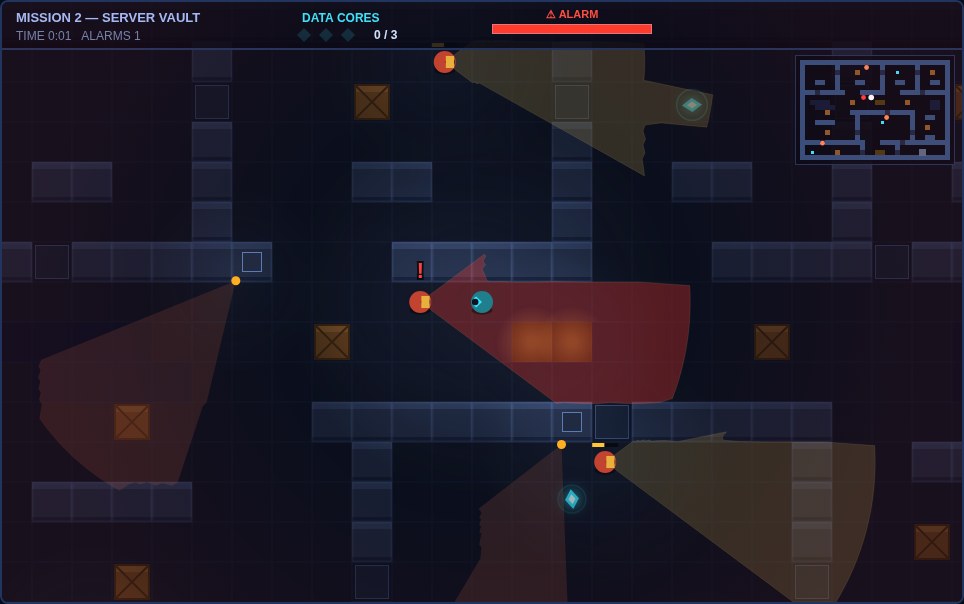 MISSION 2 — SERVER VAULT
TIME 0:01 ALARMS 1
DATA CORES
0 / 3
⚠ ALARM
!